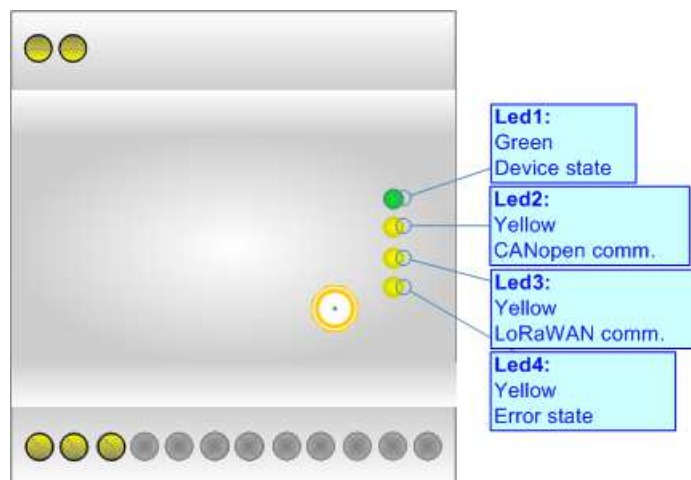 Led1:
Green
Device state
Led2:
Yellow
CANopen comm.
Led3:
Yellow
LoRaWAN comm.
Led4:
Yellow
Error state